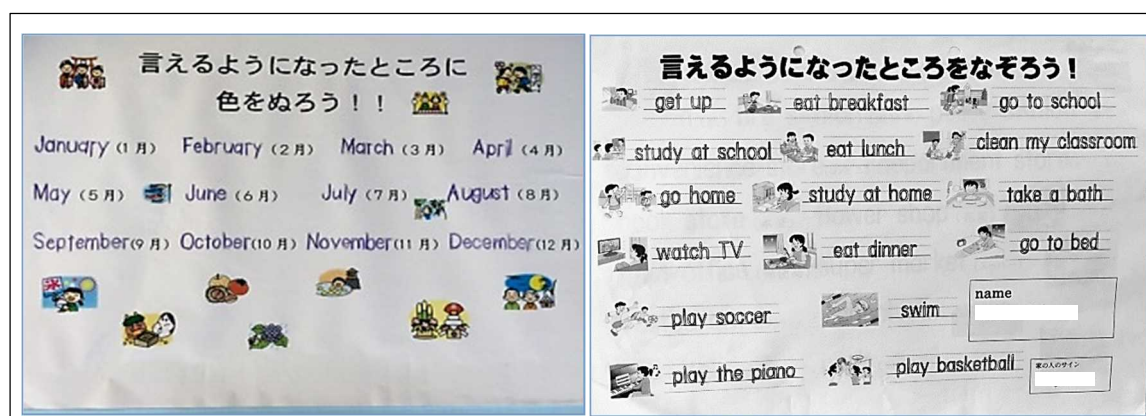 言えるようになったところに
色をぬろう！！
January（1月） February（2月） March（3月） April（4月）
May（5月） June（6月） July（7月） August（8月）
September(9月) October(10月) November(11月) December(12月)
言えるようになったところをなぞろう！
get up eat breakfast go to school
study at school eat lunch clean my classroom
go home study at home take a bath
watch TV eat dinner go to bed
play soccer swim name
play the piano play basketball 家の人のサイン